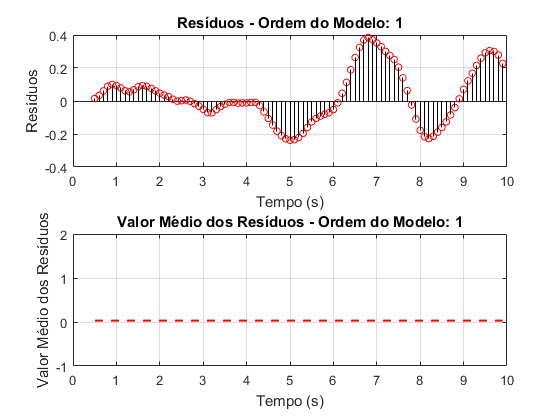 Resíduos - Ordem do Modelo: 1
Resíduos
0.4
0.2
0
-0.2
-0.4
0 1 2 3 4 5 6 7 8 9 10
Tempo (s)
Valor Médio dos Resíduos - Ordem do Modelo: 1
Valor Médio dos Resíduos
2
1
0
-1
0 1 2 3 4 5 6 7 8 9 10
Tempo (s)